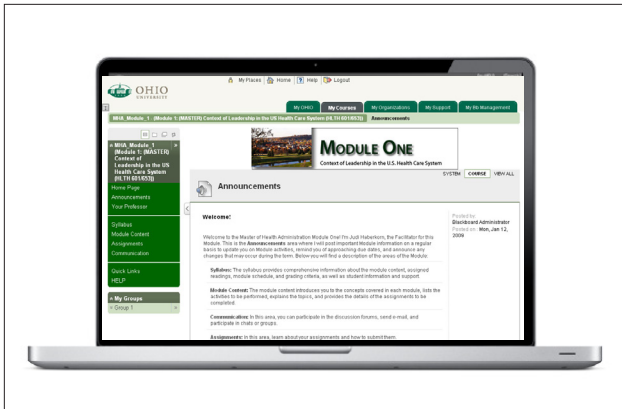 My Places Home ? Help Logout
OHIO
UNIVERSITY
My OHIO My Courses My Organizations My Support My Bb Management
MHA_Module_1 (Module 1: (MASTER) Context of Leadership in the US Health Care System (HLTH 601/653)) Announcements
MHA_Module_1
(Module 1: (MASTER)
Context of
Leadership in the US
Health Care System
(HLTH 601/653))
Home Page
Announcements
Your Professor
Syllabus
Module Content
Assignments
Communication
Quick Links
HELP
My Groups
Group 1
MODULE ONE
Context of Leadership in the U.S. Health Care System
SYSTEM COURSE VIEW ALL
Announcements
Welcome!
Welcome to the Master of Health Administration Module One! I'm Judi Haberkorn, the Facilitator for this
Module. This is the Announcements area where I will post important Module information on a regular
basis to update you on Module activities, remind you of approaching due dates, and announce any
changes that may occur during the term. Below you will find a description of the areas of the Module:
Syllabus: The syllabus provides comprehensive information about the module content, assigned
readings, module schedule, and grading criteria, as well as student information and support.
Module Content: The module content introduces you to the concepts covered in each module, lists the
activities to be performed, explains the topics, and provides the details of the assignments to be
completed.
Communication: In this area, you can participate in the discussion forums, send e-mail, and
participate in chats or groups.
Assignments: In this area, learn about your assignments and how to submit them.
Posted by:
Blackboard Administrator
Posted on: Mon, Jan 12,
2009